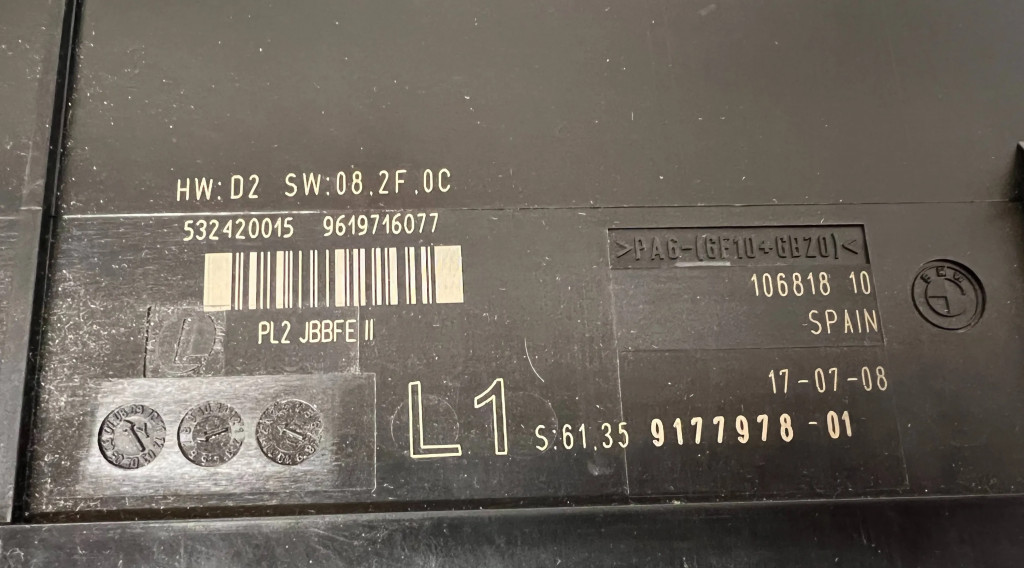 HW: D2 SW:08.2F.0C
532420015 9619716077
PL2 JBBFE II
L1
>PA6-(GF10+GB20)<
106818 10
SPAIN
17-07-08
S:61.35 9177978-01